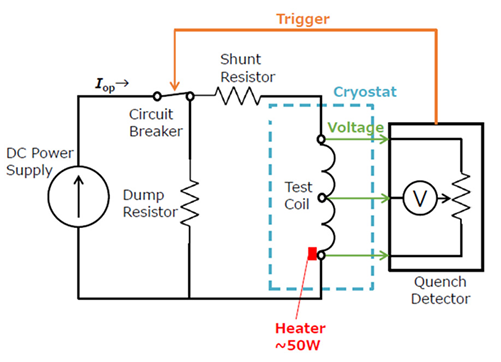 Trigger
Shunt
Resistor
Iop→
Cryostat
Circuit
Breaker
Voltage
DC Power
Supply
Dump
Resistor
Test
Coil
V
Quench
Detector
Heater
~50W